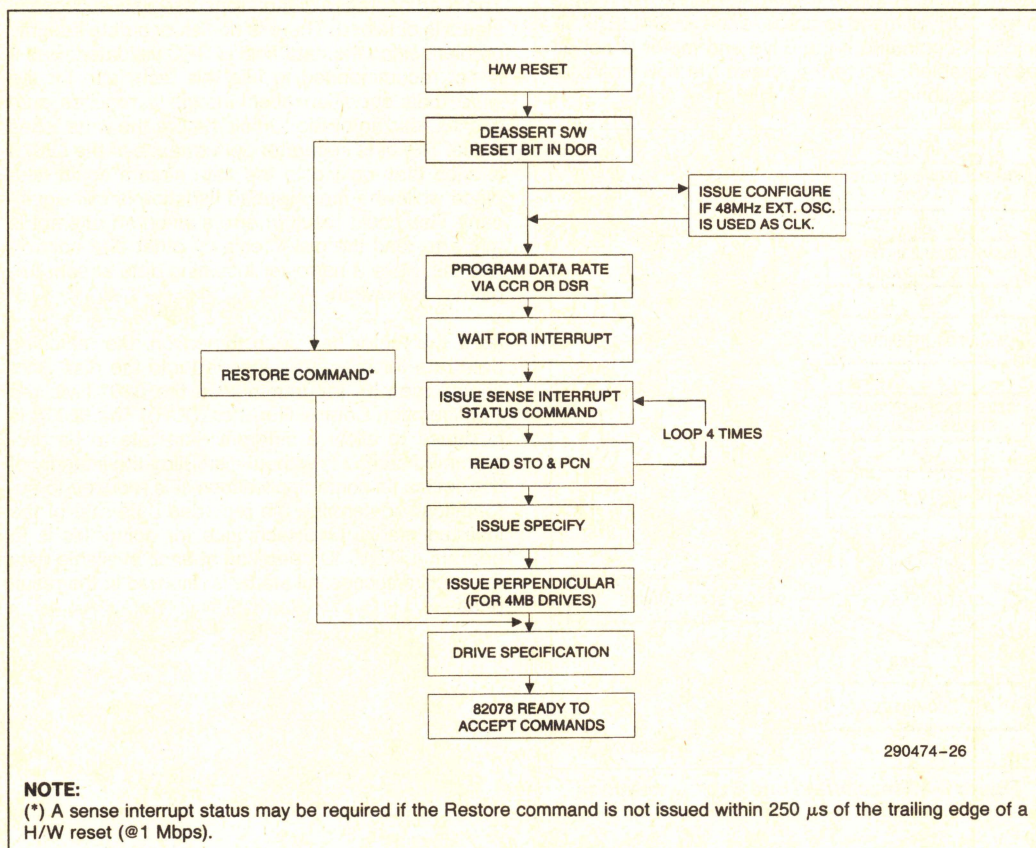 H/W RESET
DEASSERT S/W
RESET BIT IN DOR
ISSUE CONFIGURE
IF 48MHz EXT. OSC.
IS USED AS CLK.
PROGRAM DATA RATE
VIA CCR OR DSR
WAIT FOR INTERRUPT
RESTORE COMMAND*
ISSUE SENSE INTERRUPT
STATUS COMMAND
LOOP 4 TIMES
READ STO & PCN
ISSUE SPECIFY
ISSUE PERPENDICULAR
(FOR 4MB DRIVES)
DRIVE SPECIFICATION
82078 READY TO
ACCEPT COMMANDS
290474–26
NOTE:
(*) A sense interrupt status may be required if the Restore command is not issued within 250 μs of the trailing edge of a
H/W reset (@1 Mbps).